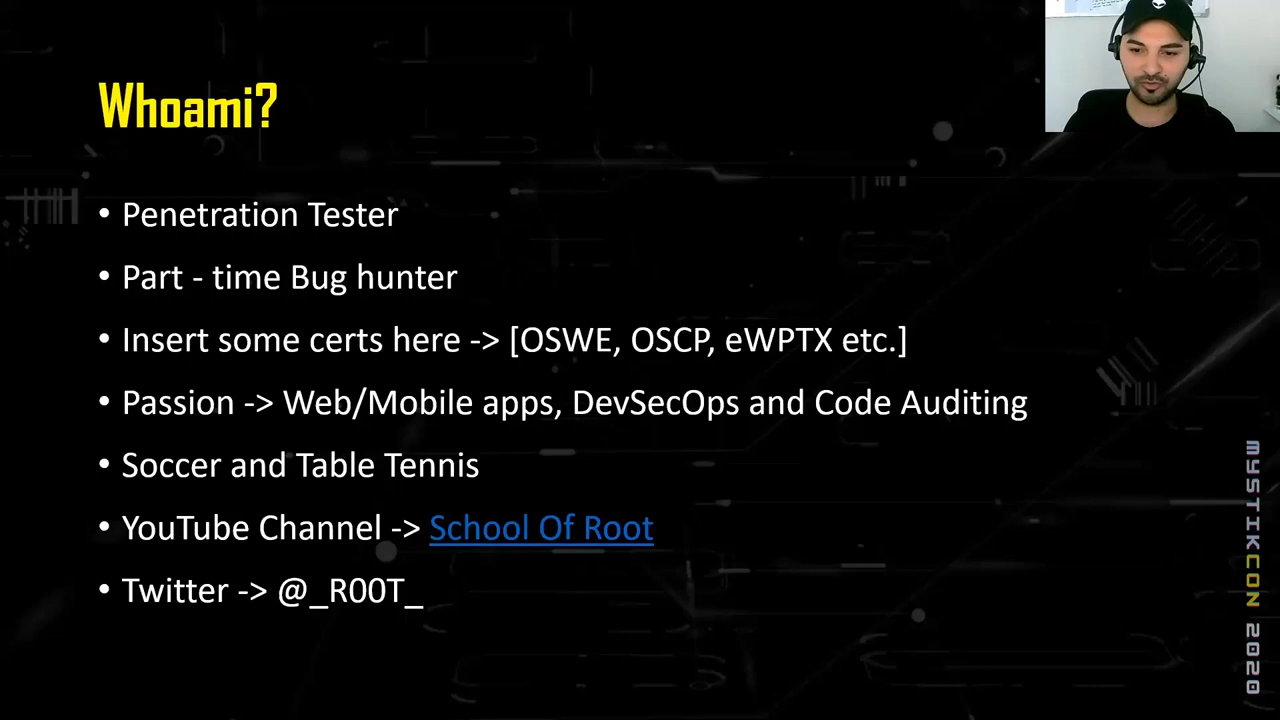 Whoami?
• Penetration Tester
• Part - time Bug hunter
• Insert some certs here -> [OSWE, OSCP, eWPTX etc.]
• Passion -> Web/Mobile apps, DevSecOps and Code Auditing
• Soccer and Table Tennis
• YouTube Channel -> School Of Root
• Twitter -> @_R00T_
MYSTIKCON 2020